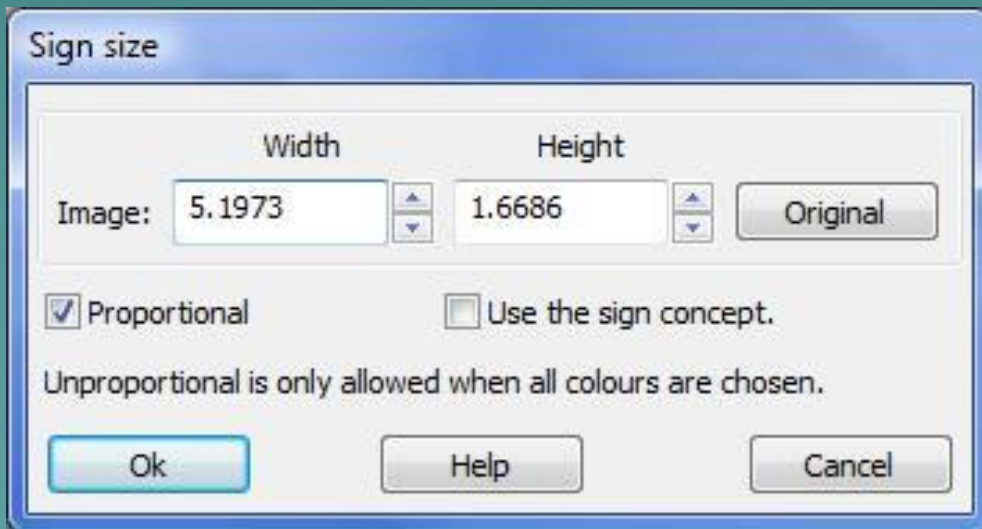 Sign size
Width Height
Image: 5.1973 1.6686 Original
Proportional Use the sign concept.
Unproportional is only allowed when all colours are chosen.
Ok Help Cancel